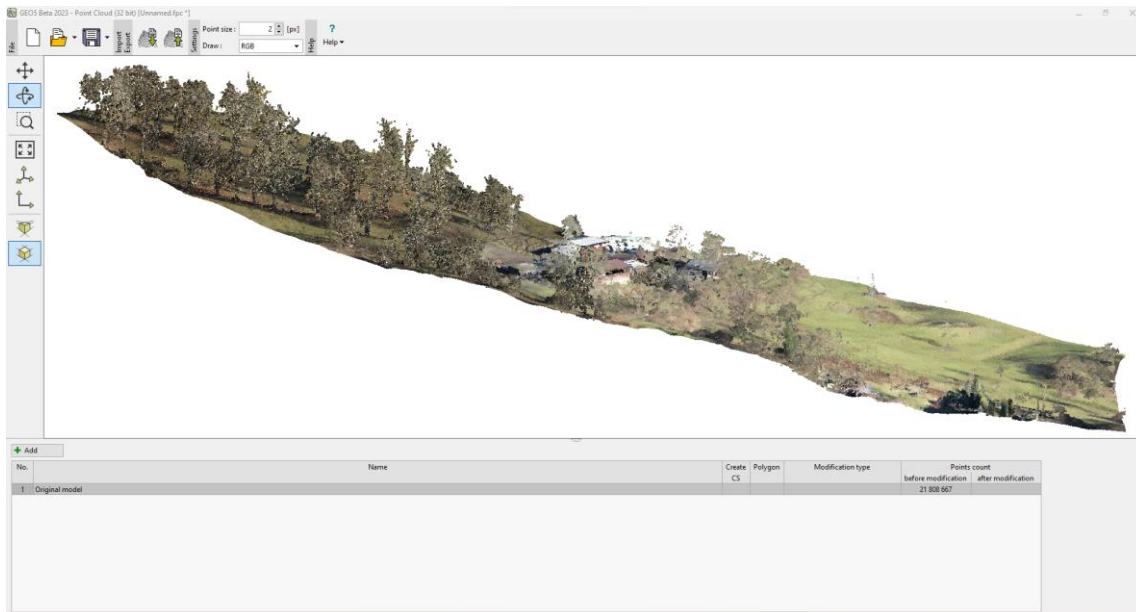 GEO5 Beta 2023 - Point Cloud (32 bit) [Unnamed.fpc *]
File
Import
Export
Settings
Point size :
2
[px]
Draw :
RGB
Help
?
Help
Add
No.
Name
Create
CS
Polygon
Modification type
Points count
before modification
after modification
1
Original model
21 808 667